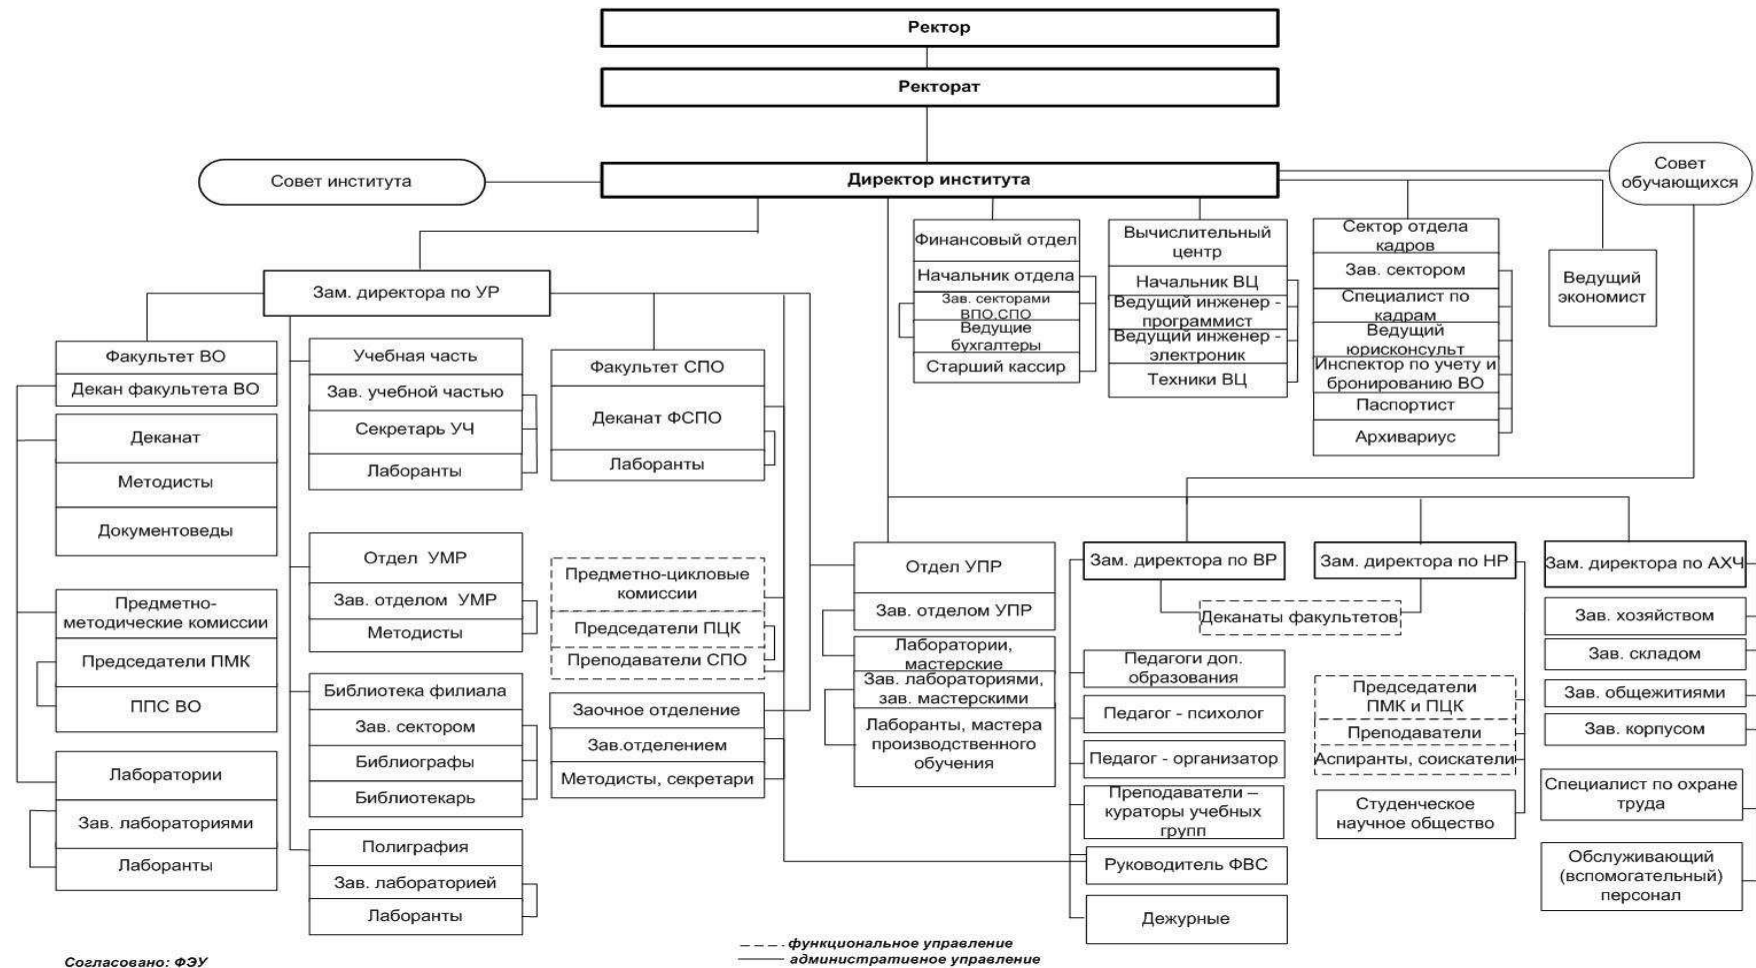 Ректор
Ректорат
Директор института
Совет института
Совет
обучающихся
Финансовый отдел
Начальник отдела
Зав. секторами
ВПО,СПО
Ведущие
бухгалтеры
Старший кассир
Вычислительный
центр
Начальник ВЦ
Ведущий инженер -
программист
Ведущий инженер -
электроник
Техники ВЦ
Сектор отдела
кадров
Зав. сектором
Специалист по
кадрам
Ведущий
юрисконсульт
Инспектор по учету и
бронированию ВО
Паспортист
Архивариус
Ведущий
экономист
Зам. директора по УР
Факультет ВО
Декан факультета ВО
Деканат
Методисты
Документоведы
Предметно-
методические комиссии
Председатели ПМК
ППС ВО
Лаборатории
Зав. лабораториями
Лаборанты
Учебная часть
Зав. учебной частью
Секретарь УЧ
Лаборанты
Отдел УМР
Зав. отделом УМР
Методисты
Библиотека филиала
Зав. сектором
Библиографы
Библиотекарь
Полиграфия
Зав. лабораторией
Лаборанты
Факультет СПО
Деканат ФСПО
Лаборанты
Предметно-цикловые
комиссии
Председатели ПЦК
Преподаватели СПО
Заочное отделение
Зав.отделением
Методисты, секретари
Отдел УПР
Зав. отделом УПР
Лаборатории,
мастерские
Зав. лабораториями,
зав. мастерскими
Лаборанты, мастера
производственного
обучения
Зам. директора по ВР
Зам. директора по НР
Зам. директора по АХЧ
Деканаты факультетов
Педагоги доп.
образования
Педагог - психолог
Педагог - организатор
Преподаватели –
кураторы учебных
групп
Руководитель ФВС
Дежурные
Председатели
ПМК и ПЦК
Преподаватели
Аспиранты, соискатели
Студенческое
научное общество
Зав. хозяйством
Зав. складом
Зав. общежитиями
Зав. корпусом
Специалист по охране
труда
Обслуживающий
(вспомогательный)
персонал
функциональное управление
административное управление
Согласовано: ФЭУ